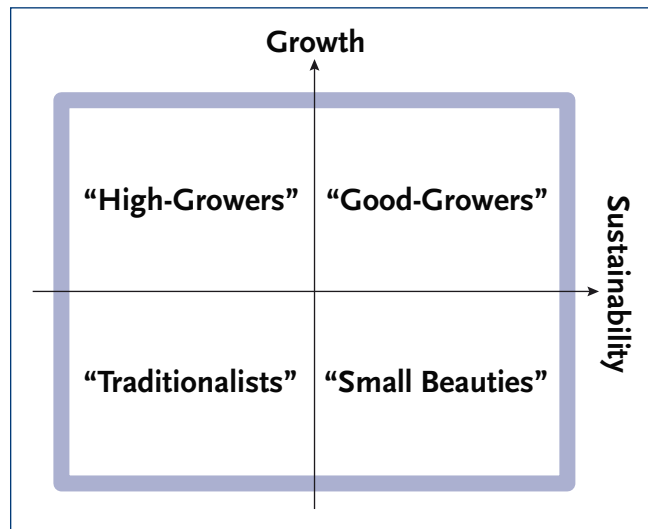 Growth
“High-Growers”
“Good-Growers”
Sustainability
“Traditionalists”
“Small Beauties”